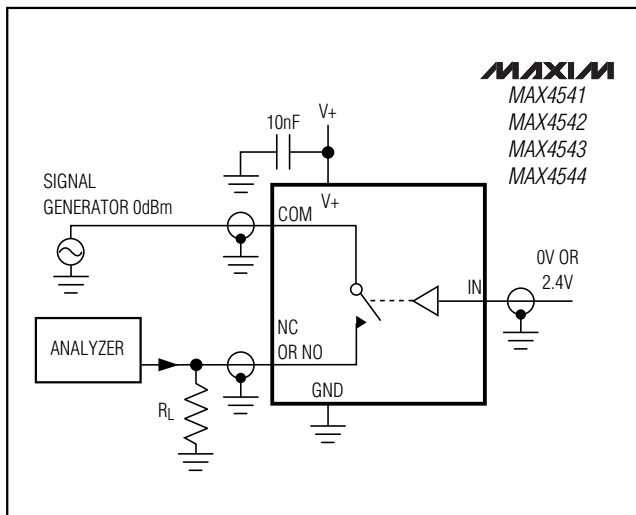 MAXIM
MAX4541
MAX4542
MAX4543
MAX4544
10nF
V+
V+
SIGNAL
GENERATOR 0dBm
COM
0V OR
2.4V
IN
NC
OR NO
ANALYZER
GND
RL